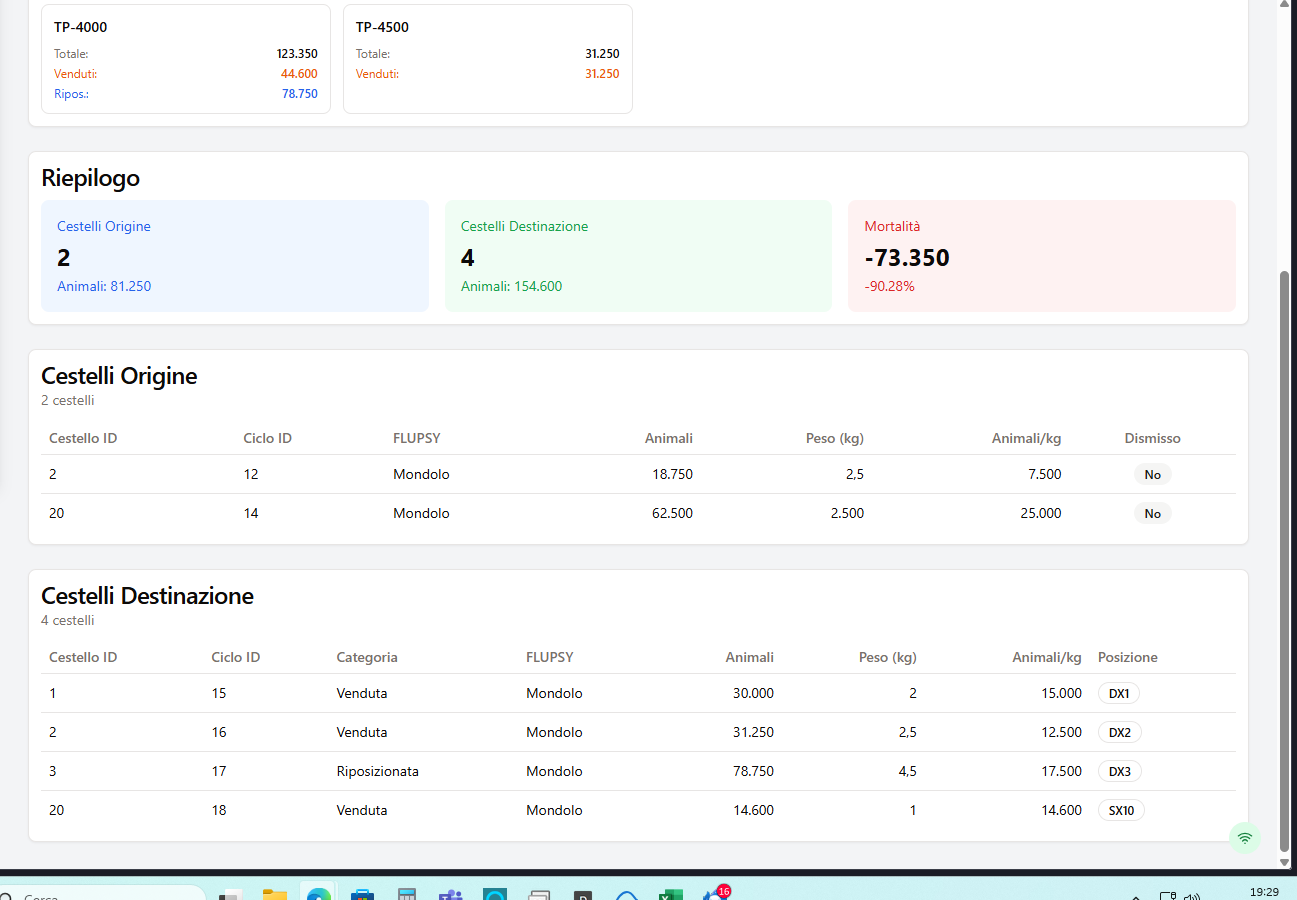 TP-4000
Totale: 123.350
Venduti: 44.600
Ripos.: 78.750
TP-4500
Totale: 31.250
Venduti: 31.250
Riepilogo
Cestelli Origine
2
Animali: 81.250
Cestelli Destinazione
4
Animali: 154.600
Mortalità
-73.350
-90.28%
Cestelli Origine
2 cestelli
Cestello ID Ciclo ID FLUPSY Animali Peso (kg) Animali/kg Dismisso
2 12 Mondolo 18.750 2,5 7.500 No
20 14 Mondolo 62.500 2.500 25.000 No
Cestelli Destinazione
4 cestelli
Cestello ID Ciclo ID Categoria FLUPSY Animali Peso (kg) Animali/kg Posizione
1 15 Venduta Mondolo 30.000 2 15.000 DX1
2 16 Venduta Mondolo 31.250 2,5 12.500 DX2
3 17 Riposizionata Mondolo 78.750 4,5 17.500 DX3
20 18 Venduta Mondolo 14.600 1 14.600 SX10
Cerca
16
19:29